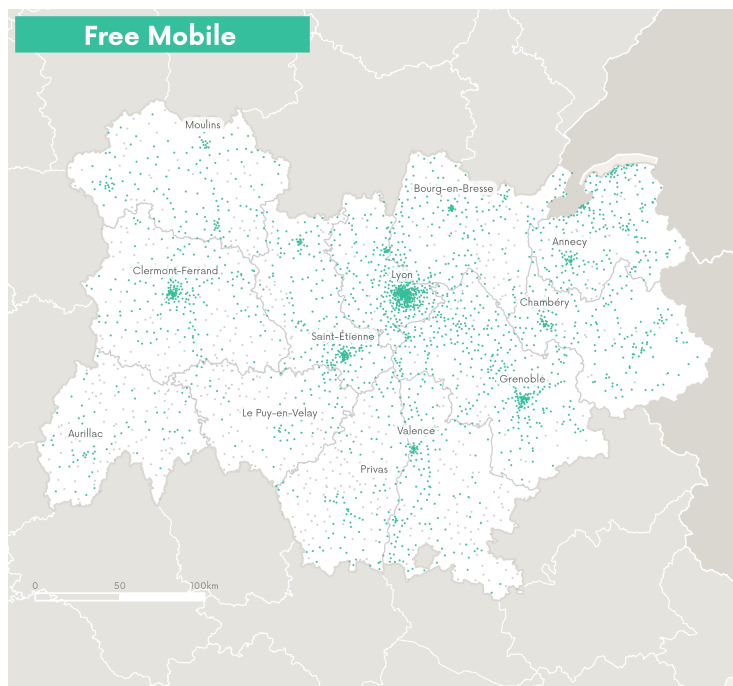 Free Mobile
Moulins
Bourg-en-Bresse
Annecy
Clermont-Ferrand
Lyon
Chambéry
Saint-Étienne
Grenoble
Le Puy-en-Velay
Aurillac
Valence
Privas
0 50 100km